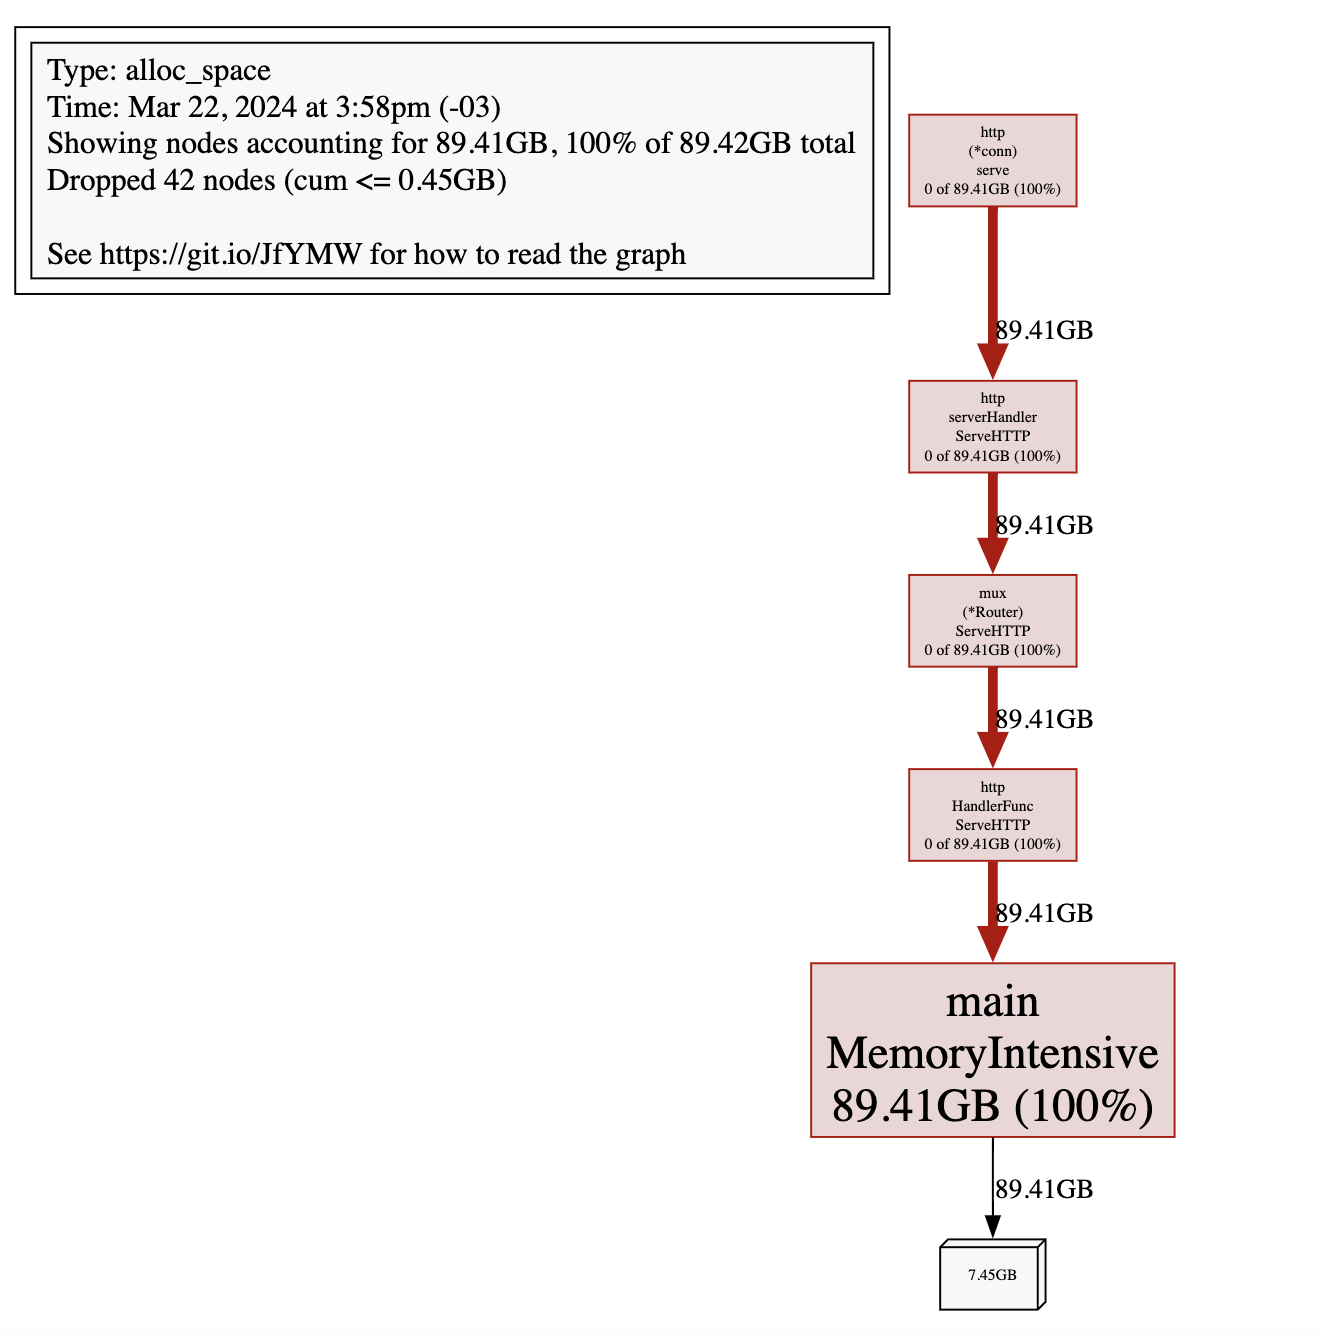 Type: alloc_space
Time: Mar 22, 2024 at 3:58pm (-03)
Showing nodes accounting for 89.41GB, 100% of 89.42GB total
Dropped 42 nodes (cum <= 0.45GB)
See https://git.io/JfYMW for how to read the graph
http
(*conn)
serve
0 of 89.41GB (100%)
89.41GB
http
serverHandler
ServeHTTP
0 of 89.41GB (100%)
89.41GB
mux
(*Router)
ServeHTTP
0 of 89.41GB (100%)
89.41GB
http
HandlerFunc
ServeHTTP
0 of 89.41GB (100%)
89.41GB
main
MemoryIntensive
89.41GB (100%)
89.41GB
7.45GB